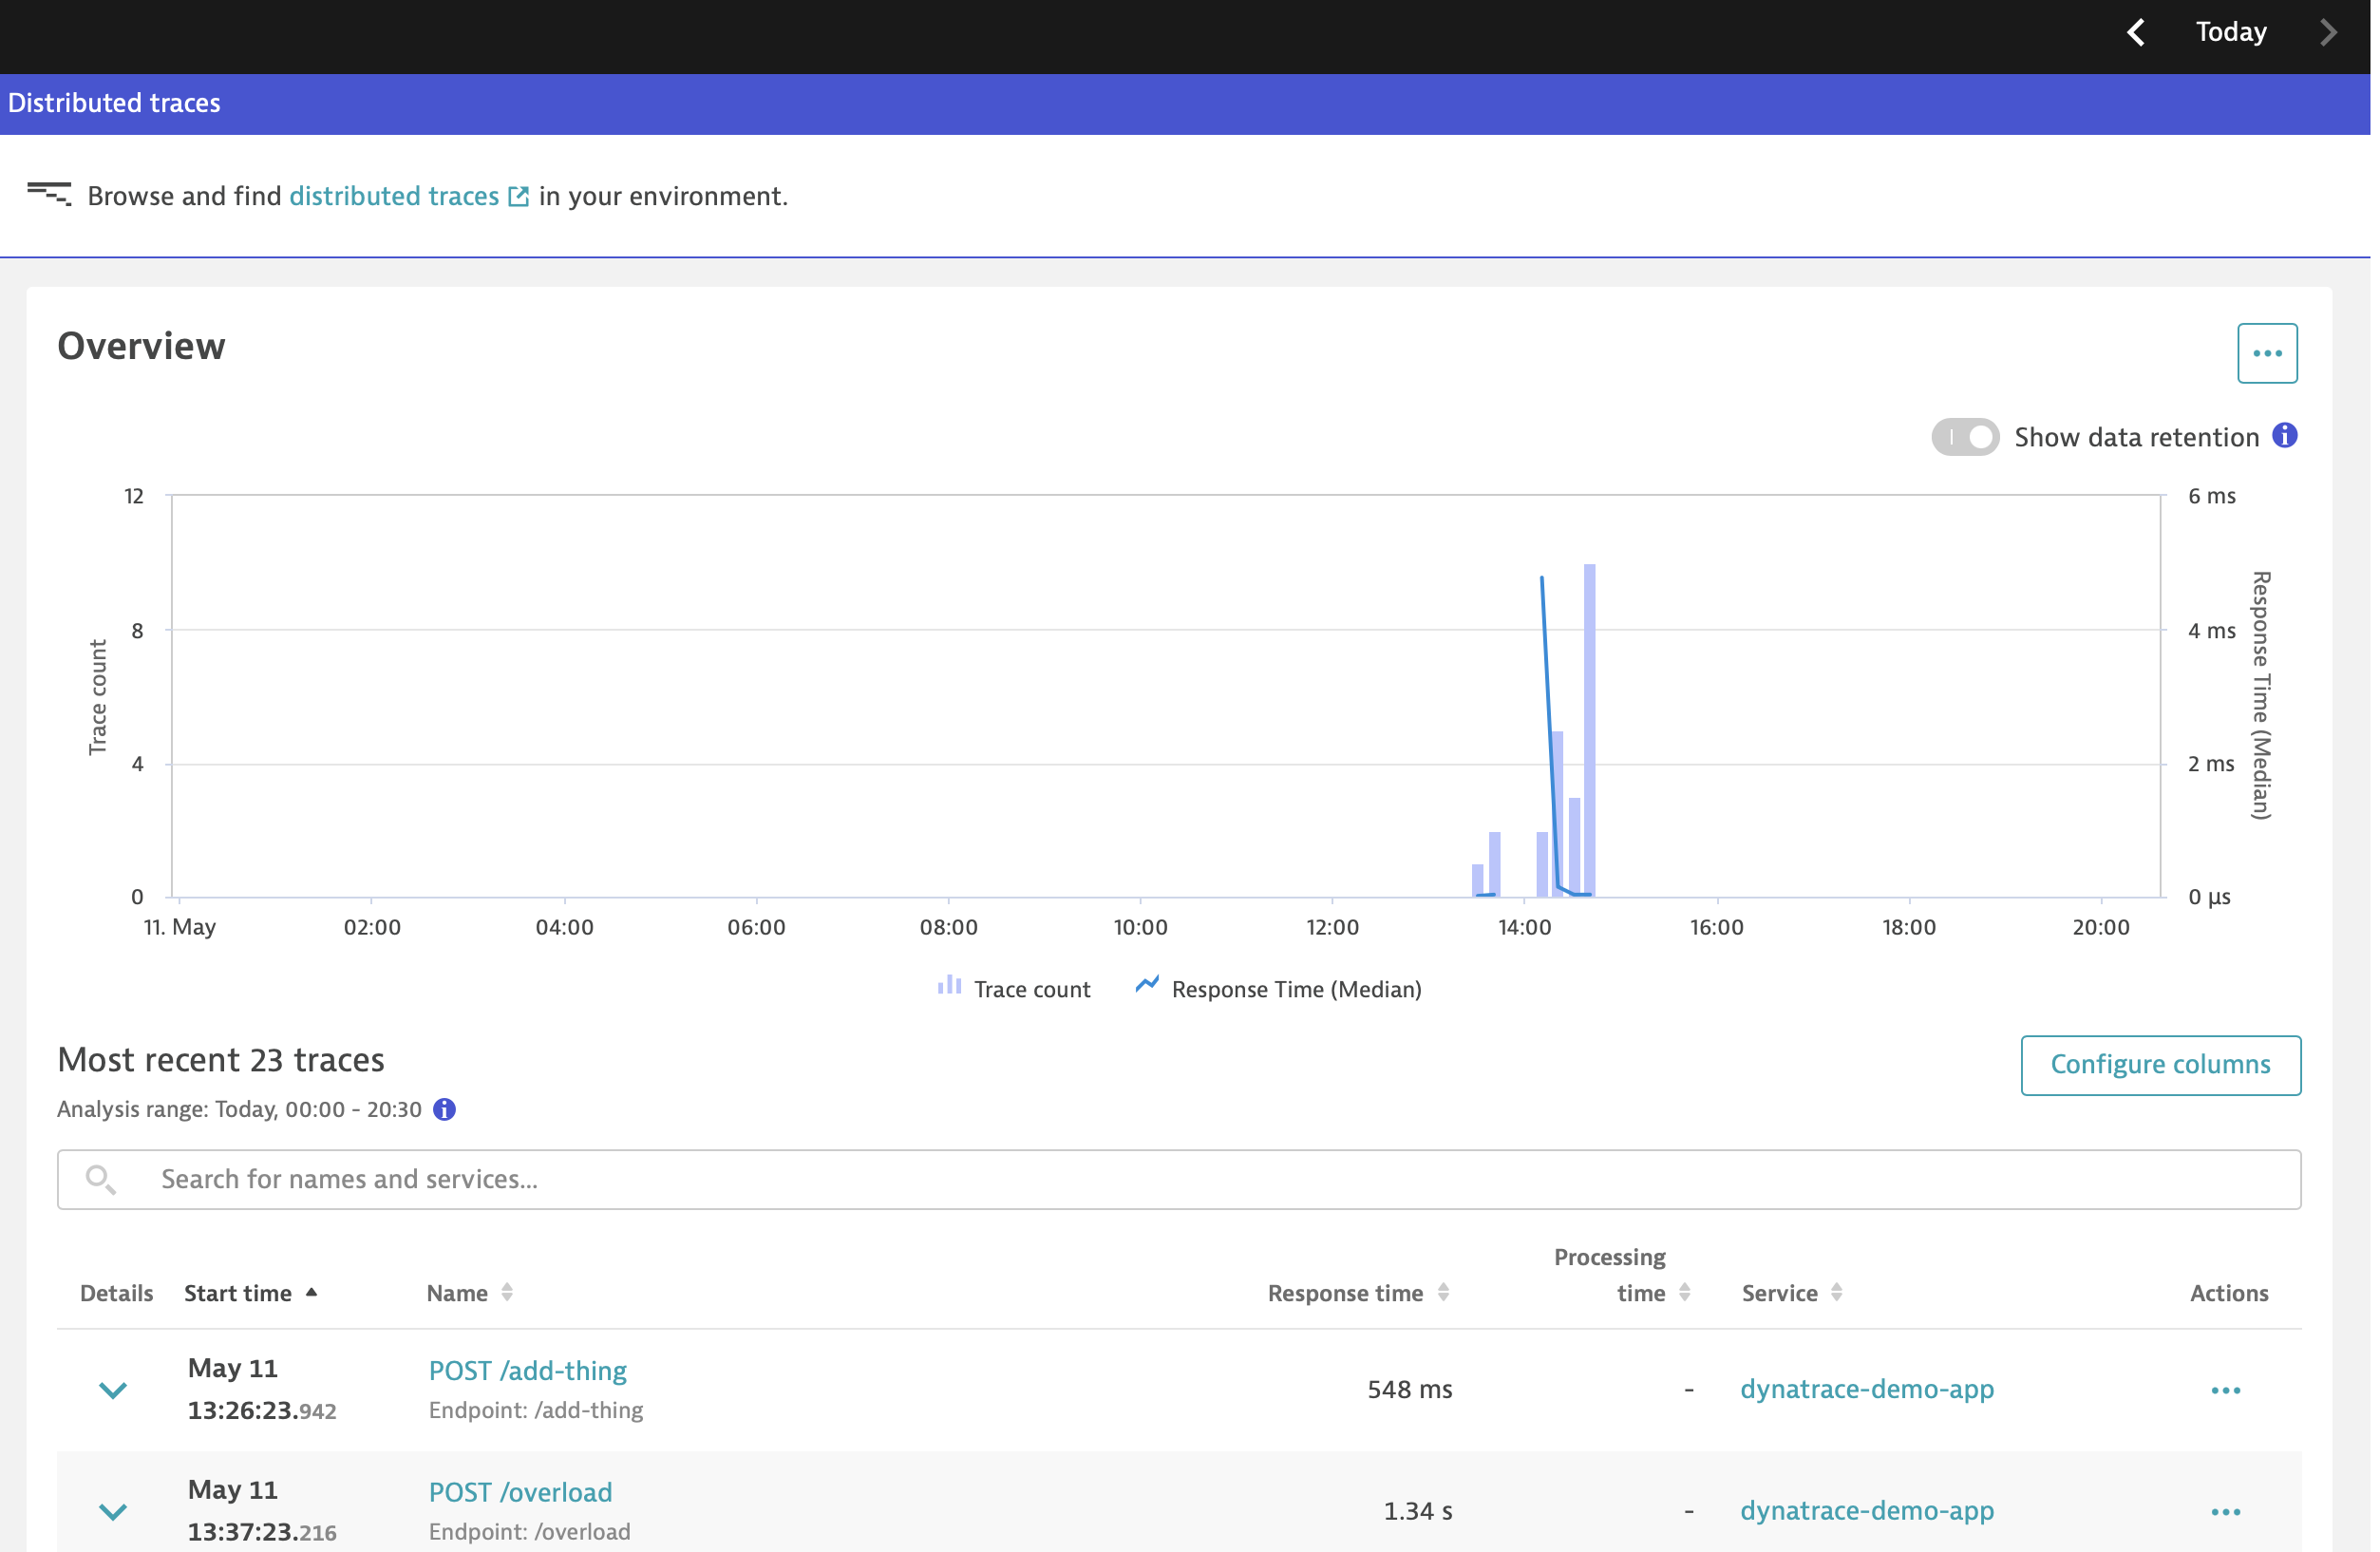 Today
Distributed traces
Browse and find distributed traces in your environment.
Overview
Show data retention
12
8
4
0
Trace count
6 ms
4 ms
2 ms
0 µs
Response Time (Median)
11. May
02:00
04:00
06:00
08:00
10:00
12:00
14:00
16:00
18:00
20:00
Trace count
Response Time (Median)
Most recent 23 traces
Configure columns
Analysis range: Today, 00:00 - 20:30
Search for names and services...
Details
Start time
Name
Response time
Processing
time
Service
Actions
May 11
13:26:23.942
POST /add-thing
Endpoint: /add-thing
548 ms
-
dynatrace-demo-app
May 11
13:37:23.216
POST /overload
Endpoint: /overload
1.34 s
-
dynatrace-demo-app